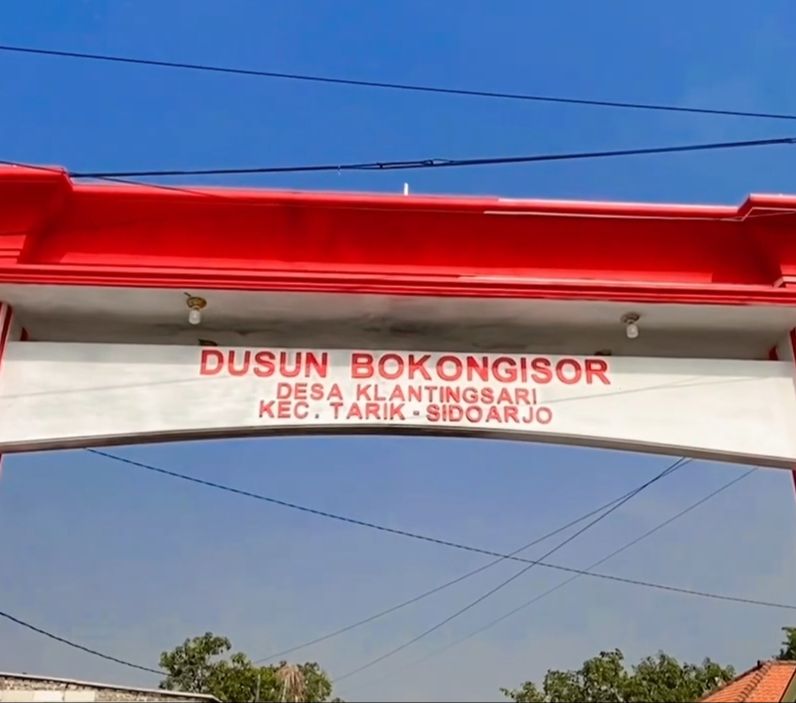 DUSUN BOKONGISOR
DESA KLANTINGSARI
KEC. TARIK - SIDOARJO